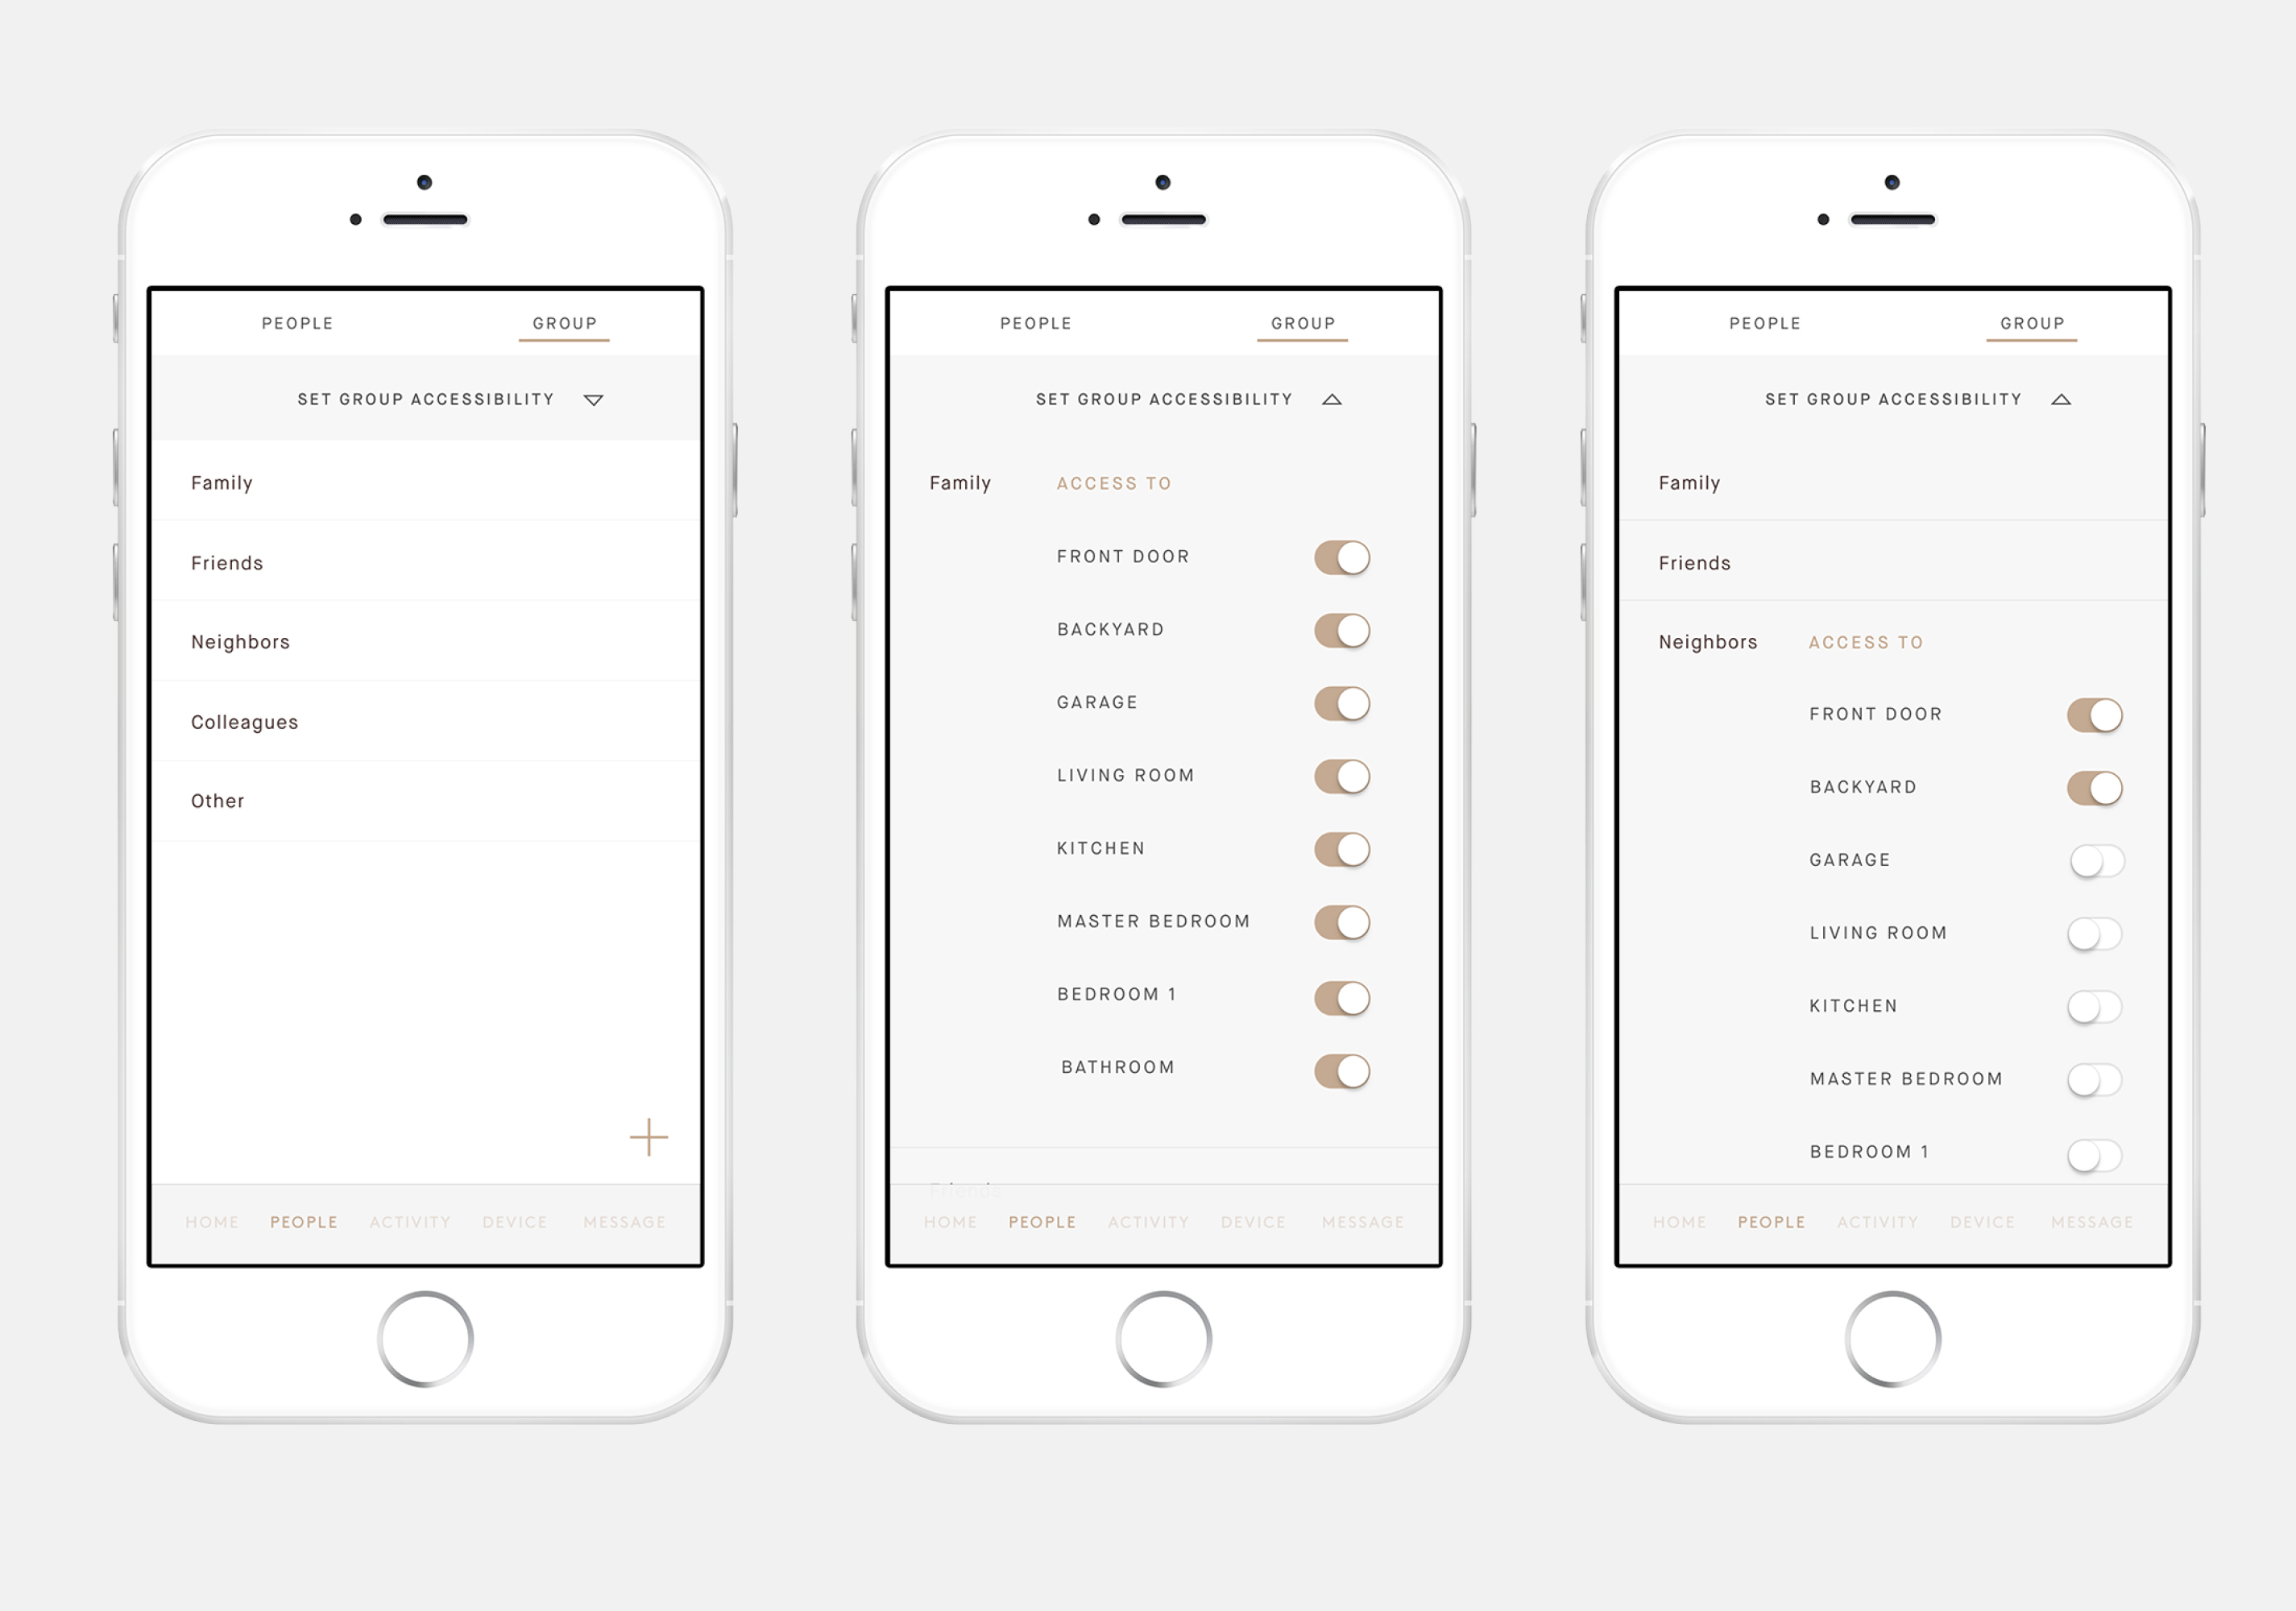 PEOPLE GROUP
SET GROUP ACCESSIBILITY
Family
Friends
Neighbors
Colleagues
Other
HOME PEOPLE ACTIVITY DEVICE MESSAGE
PEOPLE GROUP
SET GROUP ACCESSIBILITY
Family ACCESS TO
FRONT DOOR
BACKYARD
GARAGE
LIVING ROOM
KITCHEN
MASTER BEDROOM
BEDROOM 1
BATHROOM
Friends
HOME PEOPLE ACTIVITY DEVICE MESSAGE
PEOPLE GROUP
SET GROUP ACCESSIBILITY
Family
Friends
Neighbors ACCESS TO
FRONT DOOR
BACKYARD
GARAGE
LIVING ROOM
KITCHEN
MASTER BEDROOM
BEDROOM 1
HOME PEOPLE ACTIVITY DEVICE MESSAGE